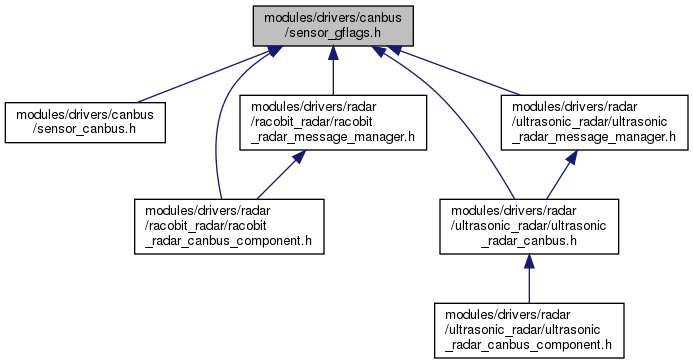 modules/drivers/canbus
/sensor_gflags.h
modules/drivers/canbus
/sensor_canbus.h
modules/drivers/radar
/racobit_radar/racobit
_radar_message_manager.h
modules/drivers/radar
/ultrasonic_radar/ultrasonic
_radar_message_manager.h
modules/drivers/radar
/racobit_radar/racobit
_radar_canbus_component.h
modules/drivers/radar
/ultrasonic_radar/ultrasonic
_radar_canbus.h
modules/drivers/radar
/ultrasonic_radar/ultrasonic
_radar_canbus_component.h